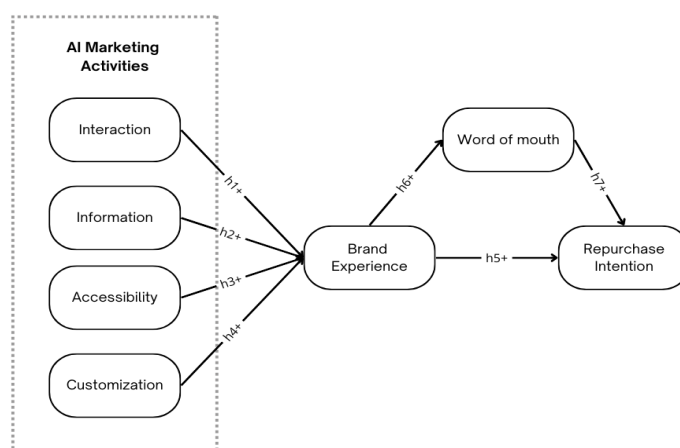 AI Marketing
Activities
Interaction
Information
Accessibility
Customization
h1+
h2+
h3+
h4+
Brand
Experience
h6+
Word of mouth
h7+
h5+
Repurchase
Intention